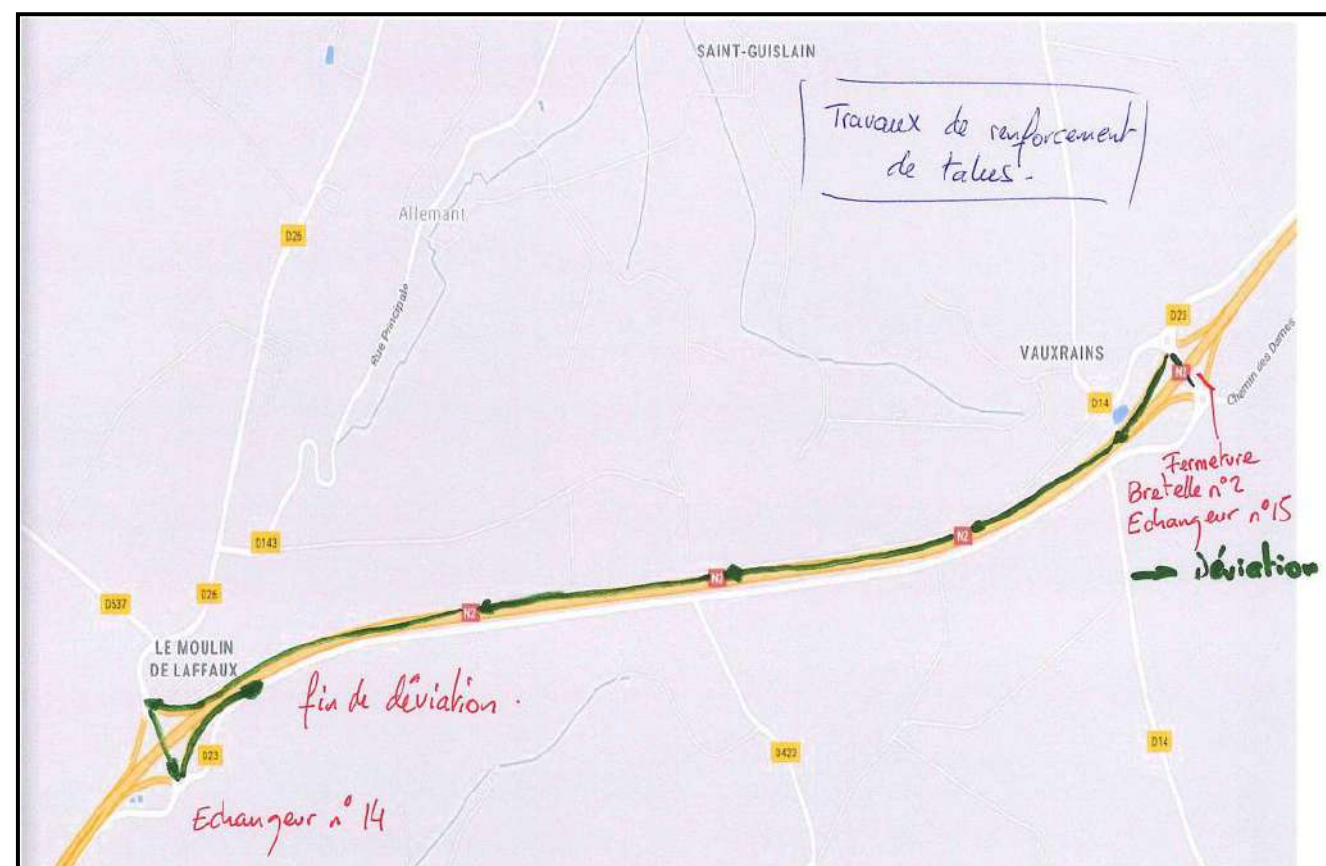 SAINT-GUISLAIN
Travaux de renforcement
de talus.
D26
Allemant
Rue Principale
D23
VAUXRAINS
N2
Chemin des Dames
D14
Fermeture
Bretelle n°2
Echangeur n°15
Déviation
N2
D143
N2
D537
D26
N2
LE MOULIN
DE LAFFAUX
fin de déviation.
D23
D423
D14
Echangeur n° 14